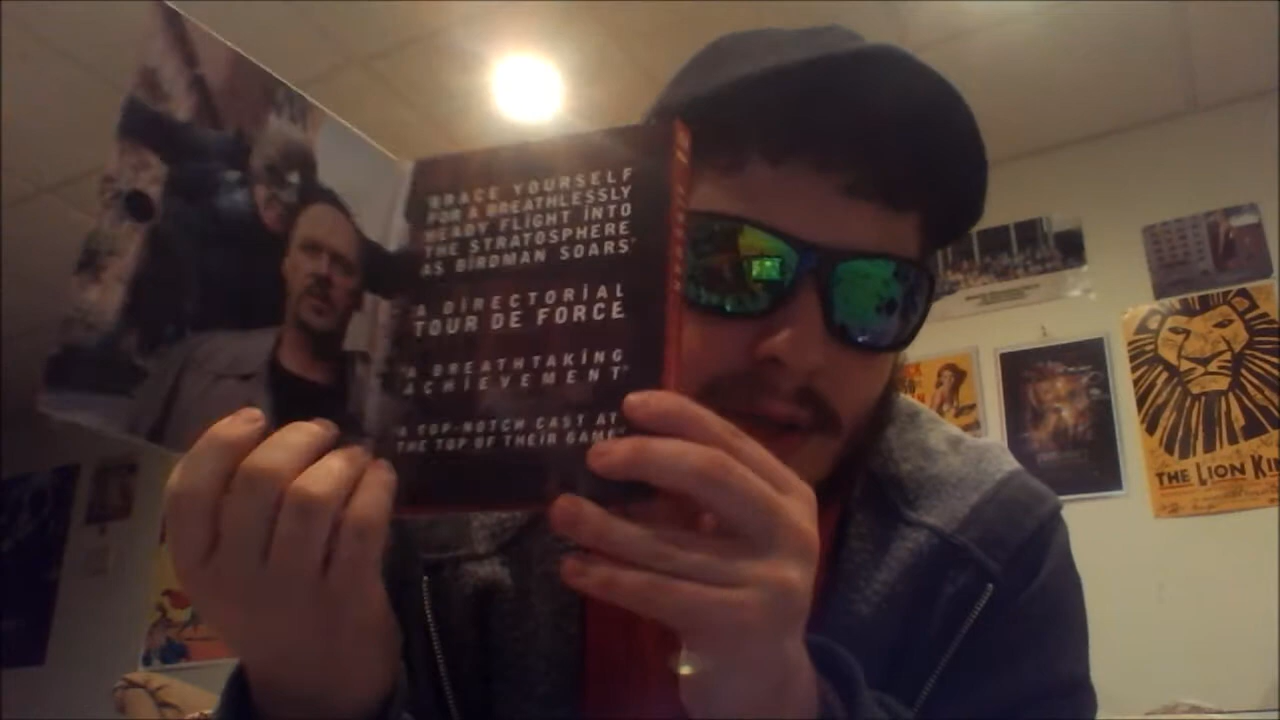 'BRACE YOURSELF
FOR A BREATHLESSLY
HEADY FLiGHT iNTO
THE STRATOSPHERE
AS BiRDMAN SOARS'
'A DiRECTORiAL
TOUR DE FORCE
'A BREATHTAKiNG
ACHiEVEMENT'
'A TOP-NOTCH CAST AT
THE TOP OF THEiR GAME'
THE LION KIN